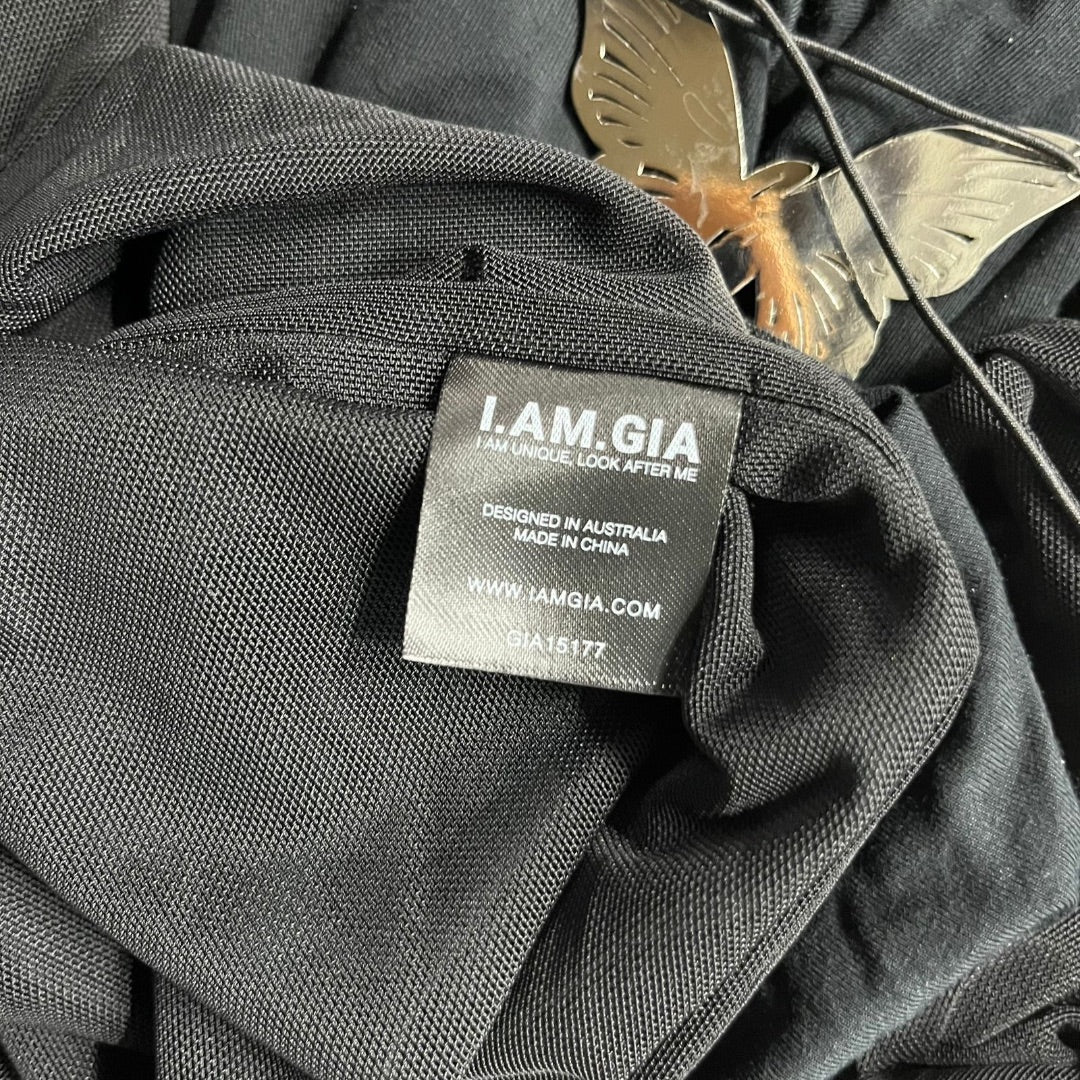 I.AM.GIA
I AM UNIQUE, LOOK AFTER ME
DESIGNED IN AUSTRALIA
MADE IN CHINA
WWW.IAMGIA.COM
GIA15177